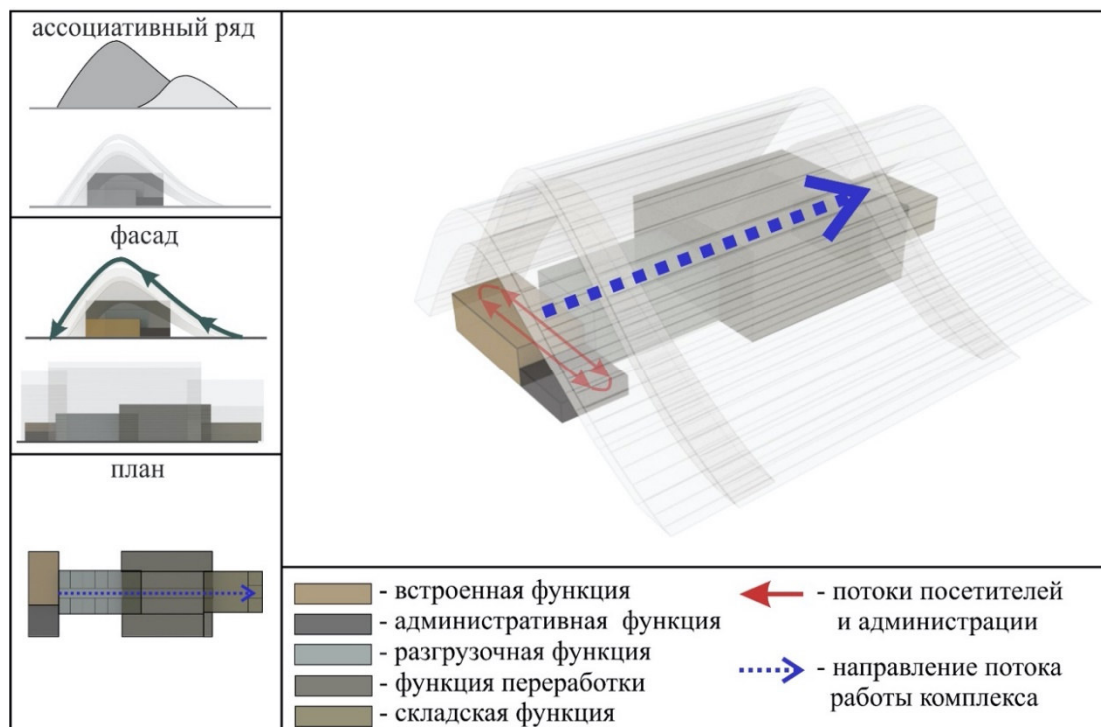 ассоциативный ряд
фасад
план
- встроенная функция
- административная функция
- разгрузочная функция
- функция переработки
- складская функция
- потоки посетителей
и администрации
- направление потока
работы комплекса